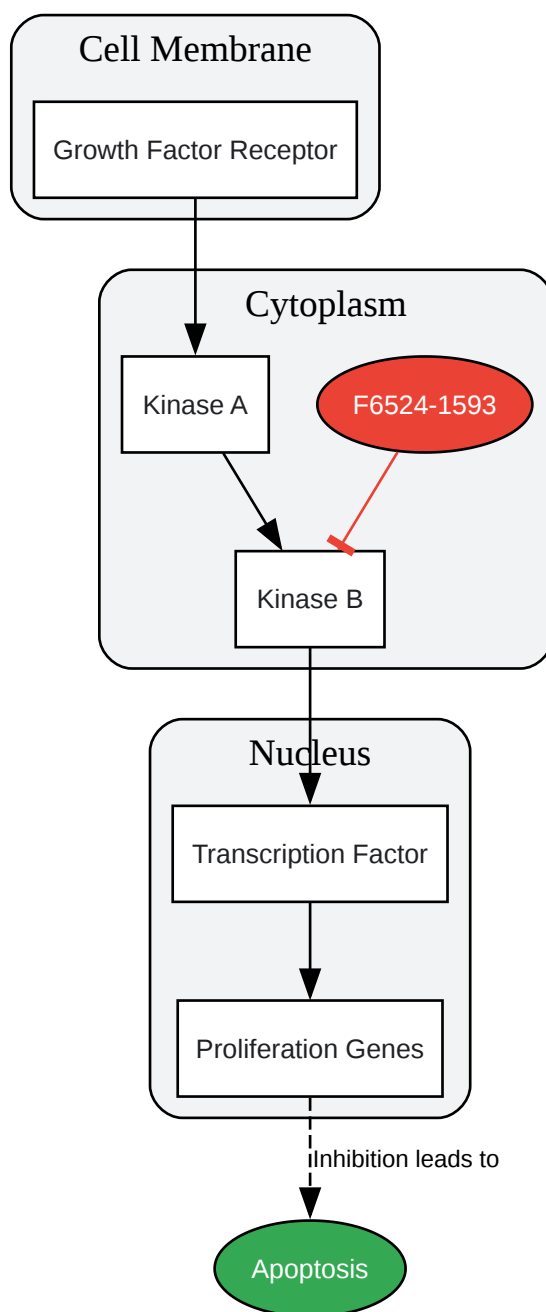 Cell Membrane
Growth Factor Receptor
Cytoplasm
Kinase A
F6524-1593
Kinase B
Nucleus
Transcription Factor
Proliferation Genes
Inhibition leads to
Apoptosis